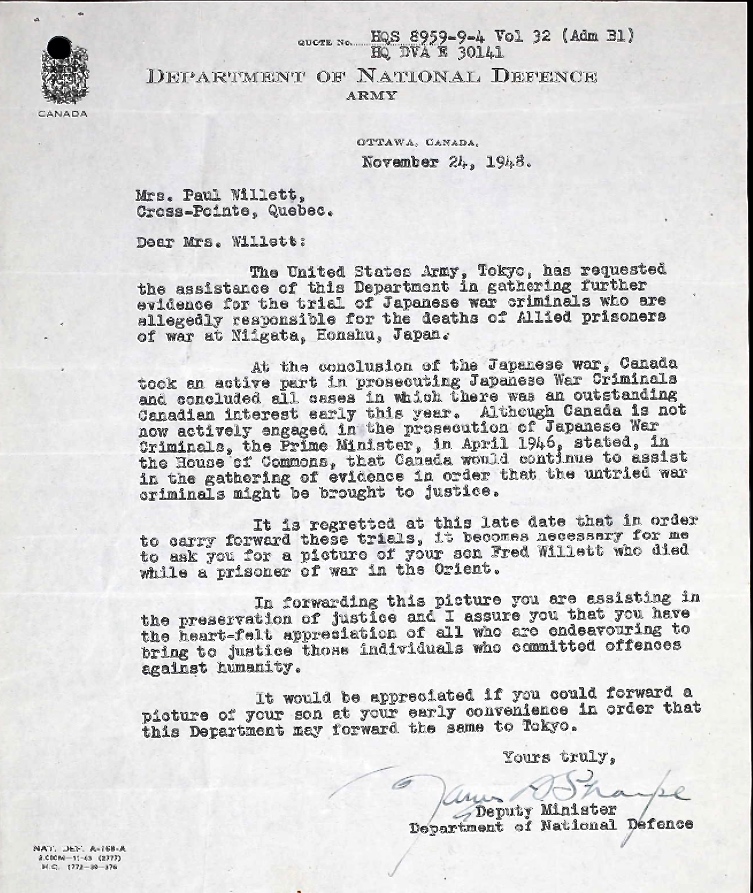 QUOTE No. HQS 8959-9-4 Vol 32 (Adm 31)
HQ DVA E 30141
DEPARTMENT OF NATIONAL DEFENCE
ARMY
CANADA
OTTAWA, CANADA,
November 24, 1948.
Mrs. Paul Willett,
Cross-Pointe, Quebec.
Dear Mrs. Willett:
The United States Army, Tokyo, has requested
the assistance of this Department in gathering further
evidence for the trial of Japanese war criminals who are
allegedly responsible for the deaths of Allied prisoners
of war at Niigata, Honshu, Japan.
At the conclusion of the Japanese war, Canada
took an active part in prosecuting Japanese War Criminals
and concluded all cases in which there was an outstanding
Canadian interest early this year. Although Canada is not
now actively engaged in the prosecution of Japanese War
Criminals, the Prime Minister, in April 1946, stated, in
the House of Commons, that Canada would continue to assist
in the gathering of evidence in order that the untried war
criminals might be brought to justice.
It is regretted at this late date that in order
to carry forward these trials, it becomes necessary for me
to ask you for a picture of your son Fred Willett who died
while a prisoner of war in the Orient.
In forwarding this picture you are assisting in
the preservation of justice and I assure you that you have
the heart-felt appreciation of all who are endeavouring to
bring to justice those individuals who committed offences
against humanity.
It would be appreciated if you could forward a
picture of your son at your early convenience in order that
this Department may forward the same to Tokyo.
Yours truly,
Deputy Minister
Department of National Defence
NAT. DEF. A-168-A
H.Q. 1772-39-376